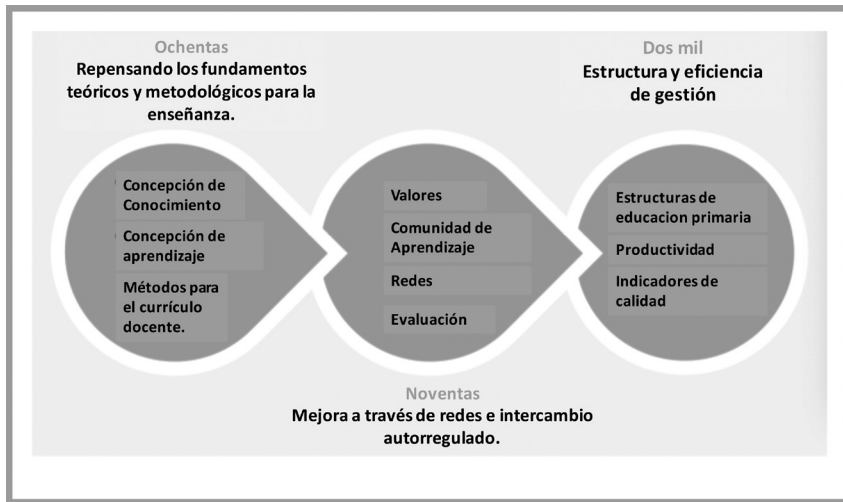 Ochentas
Repensando los fundamentos
teóricos y metodológicos para la
enseñanza.
Dos mil
Estructura y eficiencia
de gestión
Concepción de
Conocimiento
Concepción de
aprendizaje
Métodos para
el currículo
docente.
Valores
Comunidad de
Aprendizaje
Redes
Evaluación
Estructuras de
educacion primaria
Productividad
Indicadores de
calidad
Noventas
Mejora a través de redes e intercambio
autorregulado.